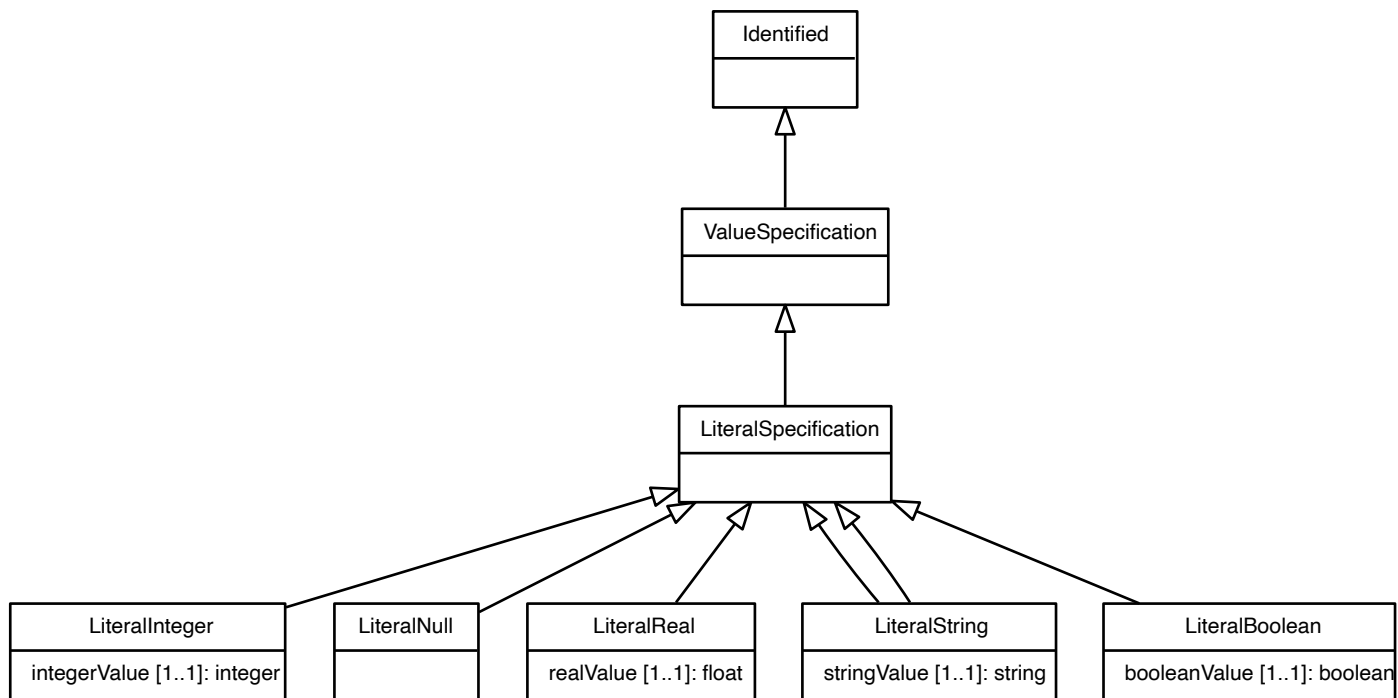 Identified
ValueSpecification
LiteralSpecification
LiteralInteger
integerValue [1..1]: integer
LiteralNull
LiteralReal
realValue [1..1]: float
LiteralString
stringValue [1..1]: string
LiteralBoolean
booleanValue [1..1]: boolean